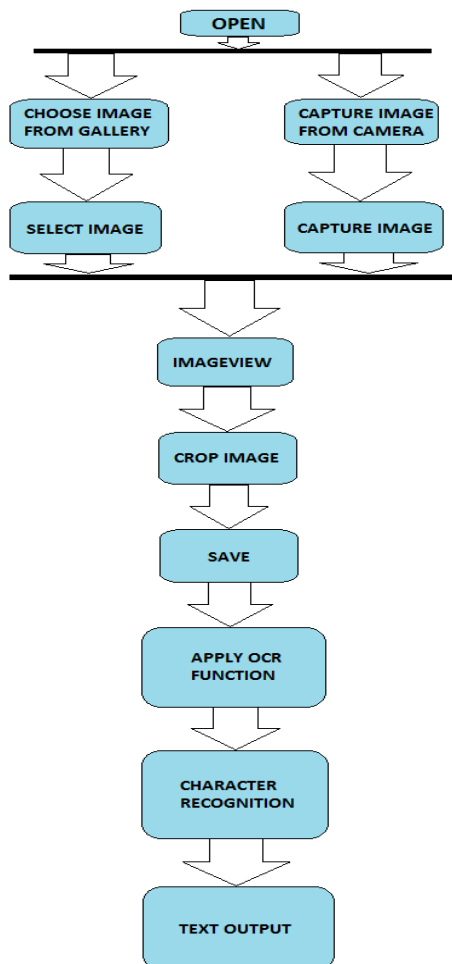 OPEN
CHOOSE IMAGE
FROM GALLERY
CAPTURE IMAGE
FROM CAMERA
SELECT IMAGE
CAPTURE IMAGE
IMAGEVIEW
CROP IMAGE
SAVE
APPLY OCR
FUNCTION
CHARACTER
RECOGNITION
TEXT OUTPUT